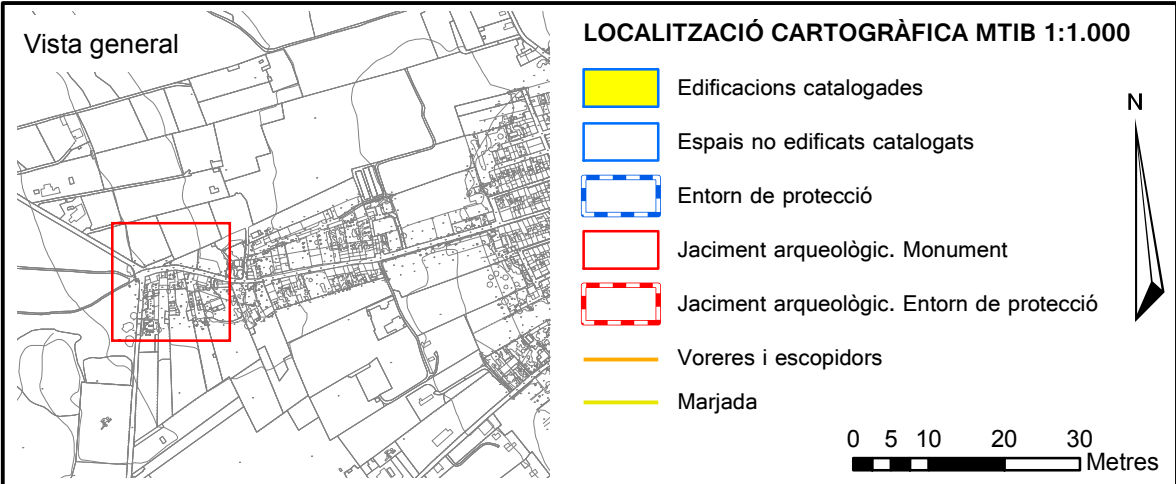 Vista general
LOCALITZACIÓ CARTOGRÀFICA MTIB 1:1.000
Edificacions catalogades
Espais no edificats catalogats
Entorn de protecció
Jaciment arqueològic. Monument
Jaciment arqueològic. Entorn de protecció
Voreres i escopidors
Marjada
N
0 5 10 20 30
Metres